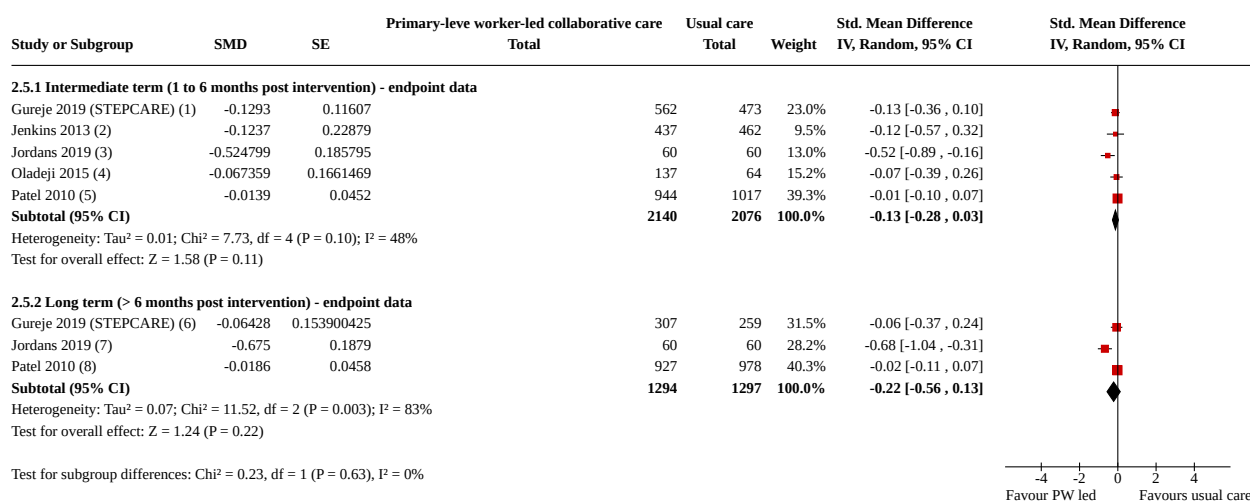 Primary-leve worker-led collaborative care Usual care Std. Mean Difference Std. Mean Difference
Study or Subgroup SMD SE Total Total Weight IV, Random, 95% CI IV, Random, 95% CI
2.5.1 Intermediate term (1 to 6 months post intervention) - endpoint data
Gureje 2019 (STEPCARE) (1) -0.1293 0.11607 562 473 23.0% -0.13 [-0.36 , 0.10]
Jenkins 2013 (2) -0.1237 0.22879 437 462 9.5% -0.12 [-0.57 , 0.32]
Jordans 2019 (3) -0.524799 0.185795 60 60 13.0% -0.52 [-0.89 , -0.16]
Oladeji 2015 (4) -0.067359 0.1661469 137 64 15.2% -0.07 [-0.39 , 0.26]
Patel 2010 (5) -0.0139 0.0452 944 1017 39.3% -0.01 [-0.10 , 0.07]
Subtotal (95% CI) 2140 2076 100.0% -0.13 [-0.28 , 0.03]
Heterogeneity: Tau² = 0.01; Chi² = 7.73, df = 4 (P = 0.10); I² = 48%
Test for overall effect: Z = 1.58 (P = 0.11)
2.5.2 Long term (> 6 months post intervention) - endpoint data
Gureje 2019 (STEPCARE) (6) -0.06428 0.153900425 307 259 31.5% -0.06 [-0.37 , 0.24]
Jordans 2019 (7) -0.675 0.1879 60 60 28.2% -0.68 [-1.04 , -0.31]
Patel 2010 (8) -0.0186 0.0458 927 978 40.3% -0.02 [-0.11 , 0.07]
Subtotal (95% CI) 1294 1297 100.0% -0.22 [-0.56 , 0.13]
Heterogeneity: Tau² = 0.07; Chi² = 11.52, df = 2 (P = 0.003); I² = 83%
Test for overall effect: Z = 1.24 (P = 0.22)
Test for subgroup differences: Chi² = 0.23, df = 1 (P = 0.63), I² = 0%
-4 -2 0 2 4
Favour PW led Favours usual care